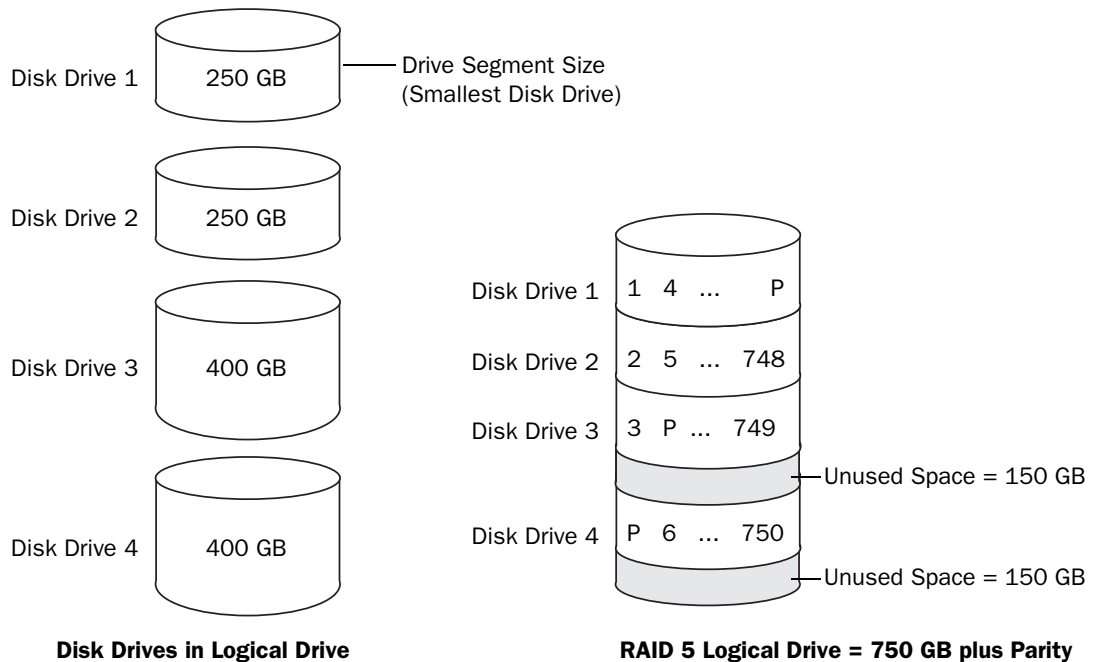 Disk Drive 1
250 GB
Drive Segment Size
(Smallest Disk Drive)
Disk Drive 2
250 GB
Disk Drive 3
400 GB
Disk Drive 4
400 GB
Disk Drives in Logical Drive
Disk Drive 1
1 4 ... P
Disk Drive 2
2 5 ... 748
Disk Drive 3
3 P ... 749
Unused Space = 150 GB
Disk Drive 4
P 6 ... 750
Unused Space = 150 GB
RAID 5 Logical Drive = 750 GB plus Parity